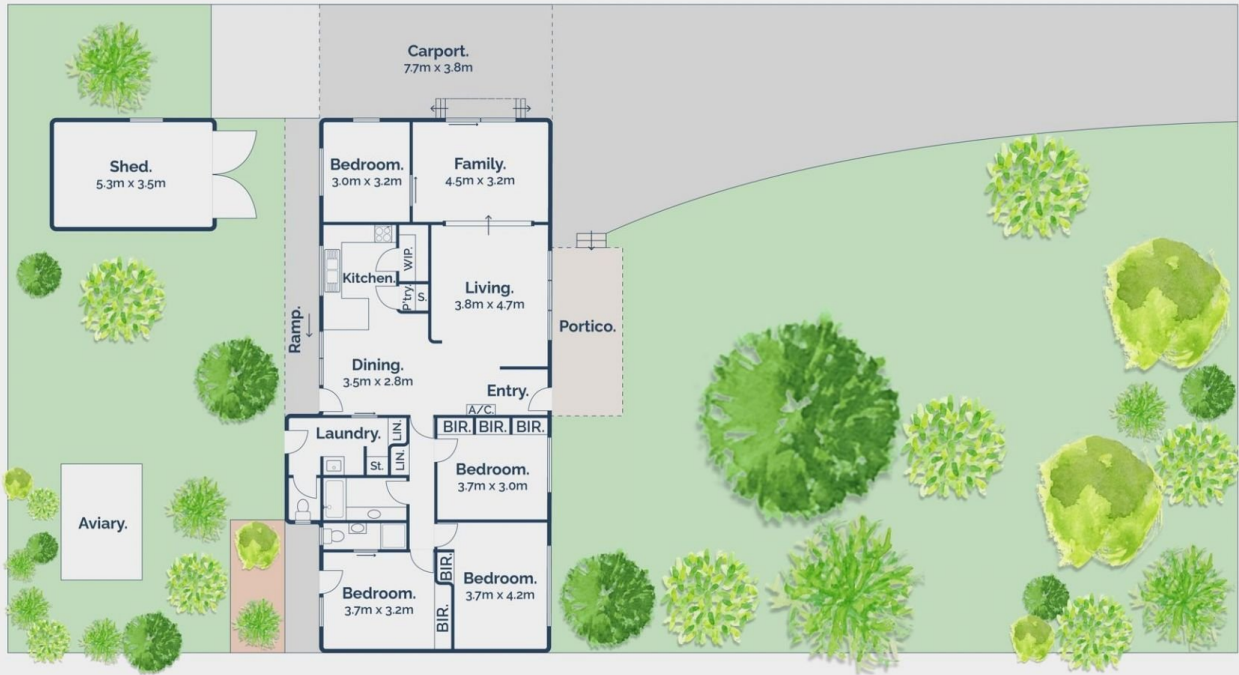 Carport.
7.7m x 3.8m
Shed.
5.3m x 3.5m
Bedroom.
3.0m x 3.2m
Family.
4.5m x 3.2m
Kitchen.
WIP.
P'try.
S.
Living.
3.8m x 4.7m
Ramp.
Portico.
Dining.
3.5m x 2.8m
Entry.
A/C.
BIR. BIR. BIR.
Laundry.
LIN.
LIN.
St.
Bedroom.
3.7m x 3.0m
Aviary.
BIR.
Bedroom.
3.7m x 4.2m
Bedroom.
3.7m x 3.2m
BIR.